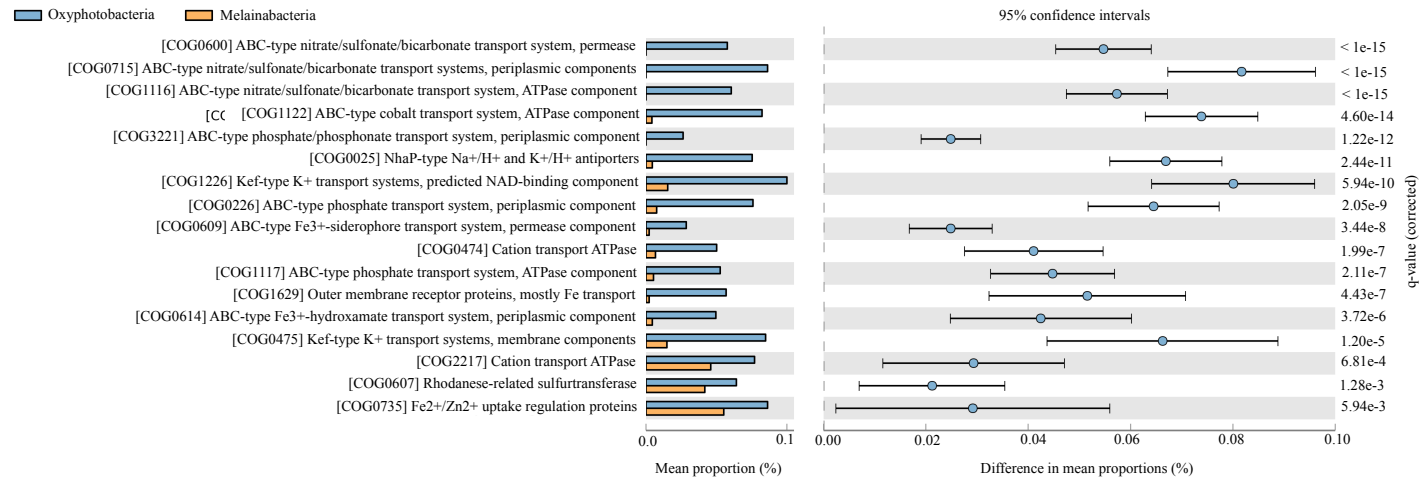 Oxyphotobacteria Melainabacteria 95% confidence intervals
[COG0600] ABC-type nitrate/sulfonate/bicarbonate transport system, permease < 1e-15
[COG0715] ABC-type nitrate/sulfonate/bicarbonate transport systems, periplasmic components < 1e-15
[COG1116] ABC-type nitrate/sulfonate/bicarbonate transport system, ATPase component < 1e-15
[CC [COG1122] ABC-type cobalt transport system, ATPase component 4.60e-14
[COG3221] ABC-type phosphate/phosphonate transport system, periplasmic component 1.22e-12
[COG0025] NhaP-type Na+/H+ and K+/H+ antiporters 2.44e-11
[COG1226] Kef-type K+ transport systems, predicted NAD-binding component 5.94e-10
[COG0226] ABC-type phosphate transport system, periplasmic component 2.05e-9
[COG0609] ABC-type Fe3+-siderophore transport system, permease component 3.44e-8
[COG0474] Cation transport ATPase 1.99e-7
[COG1117] ABC-type phosphate transport system, ATPase component 2.11e-7
[COG1629] Outer membrane receptor proteins, mostly Fe transport 4.43e-7
[COG0614] ABC-type Fe3+-hydroxamate transport system, periplasmic component 3.72e-6
[COG0475] Kef-type K+ transport systems, membrane components 1.20e-5
[COG2217] Cation transport ATPase 6.81e-4
[COG0607] Rhodanese-related sulfurtransferase 1.28e-3
[COG0735] Fe2+/Zn2+ uptake regulation proteins 5.94e-3
q-value (corrected)
0.0 0.1 0.00 0.02 0.04 0.06 0.08 0.10
Mean proportion (%) Difference in mean proportions (%)